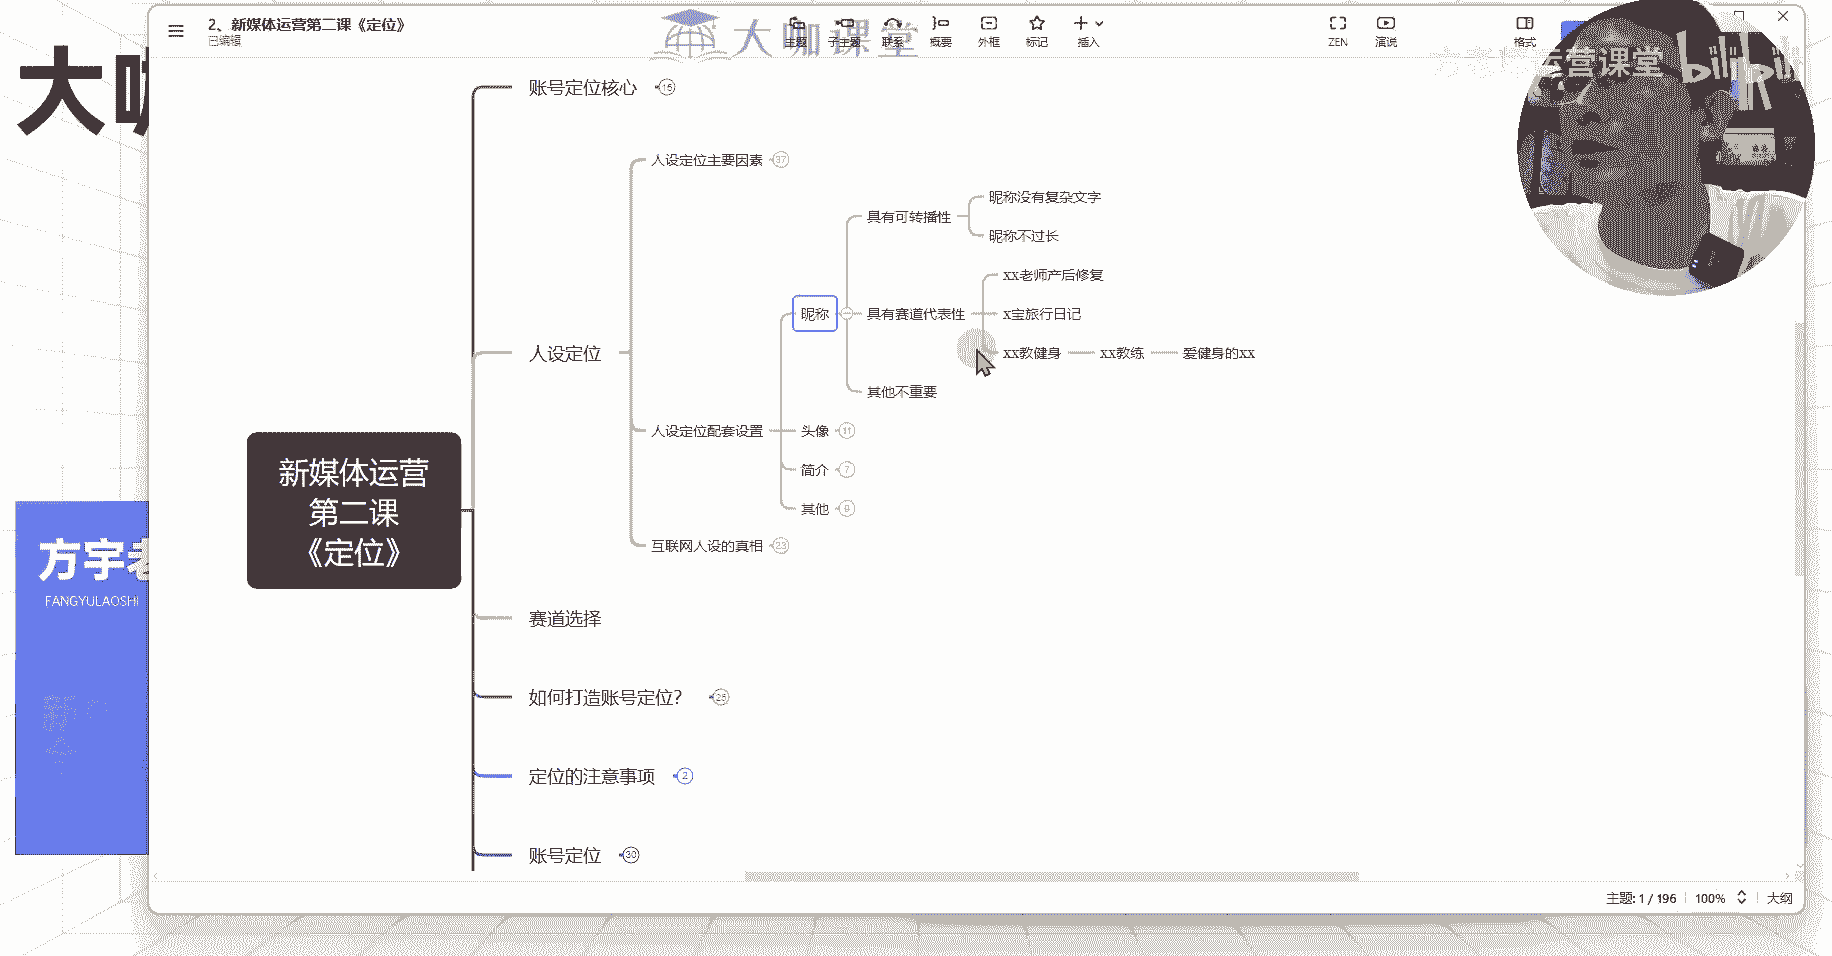 2、新媒体运营第二课《定位》
已编辑
主题
子主题
联系
概要
外框
标记
插入
ZEN
演说
格式
大咖课堂
运营课堂
bilibili
大咖
账号定位核心
15
人设定位
人设定位主要因素
37
昵称
具有可转播性
昵称没有复杂文字
昵称不过长
具有赛道代表性
xx老师产后修复
x宝旅行日记
xx教健身
xx教练
爱健身的xx
其他不重要
人设定位配套设置
头像
11
简介
7
其他
9
互联网人设的真相
23
新媒体运营
第二课
《定位》
赛道选择
如何打造账号定位？
25
定位的注意事项
2
账号定位
30
方宇老
FANGYULAOSHI
主题: 1 / 196
100%
大纲